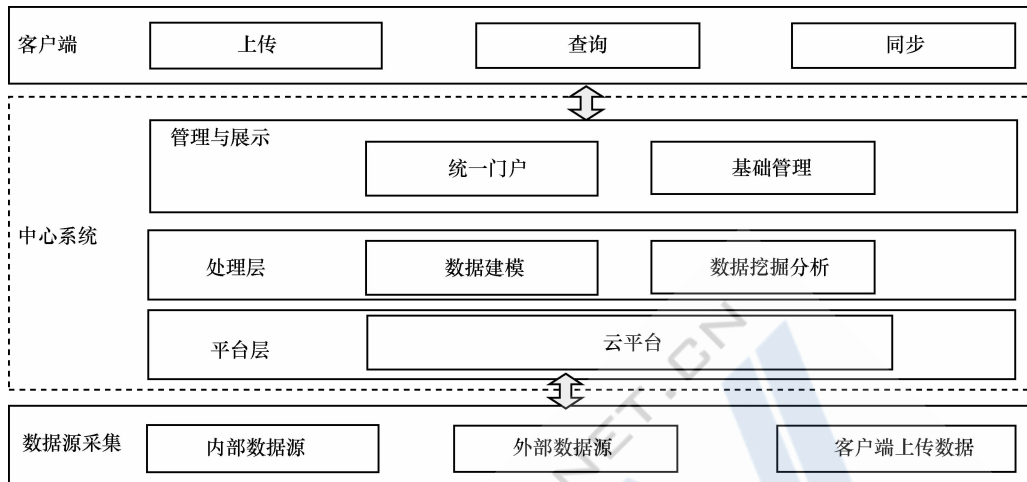 客户端
上传
查询
同步
管理与展示
统一门户
基础管理
中心系统
处理层
数据建模
数据挖掘分析
平台层
云平台
数据源采集
内部数据源
外部数据源
客户端上传数据
NET.CN